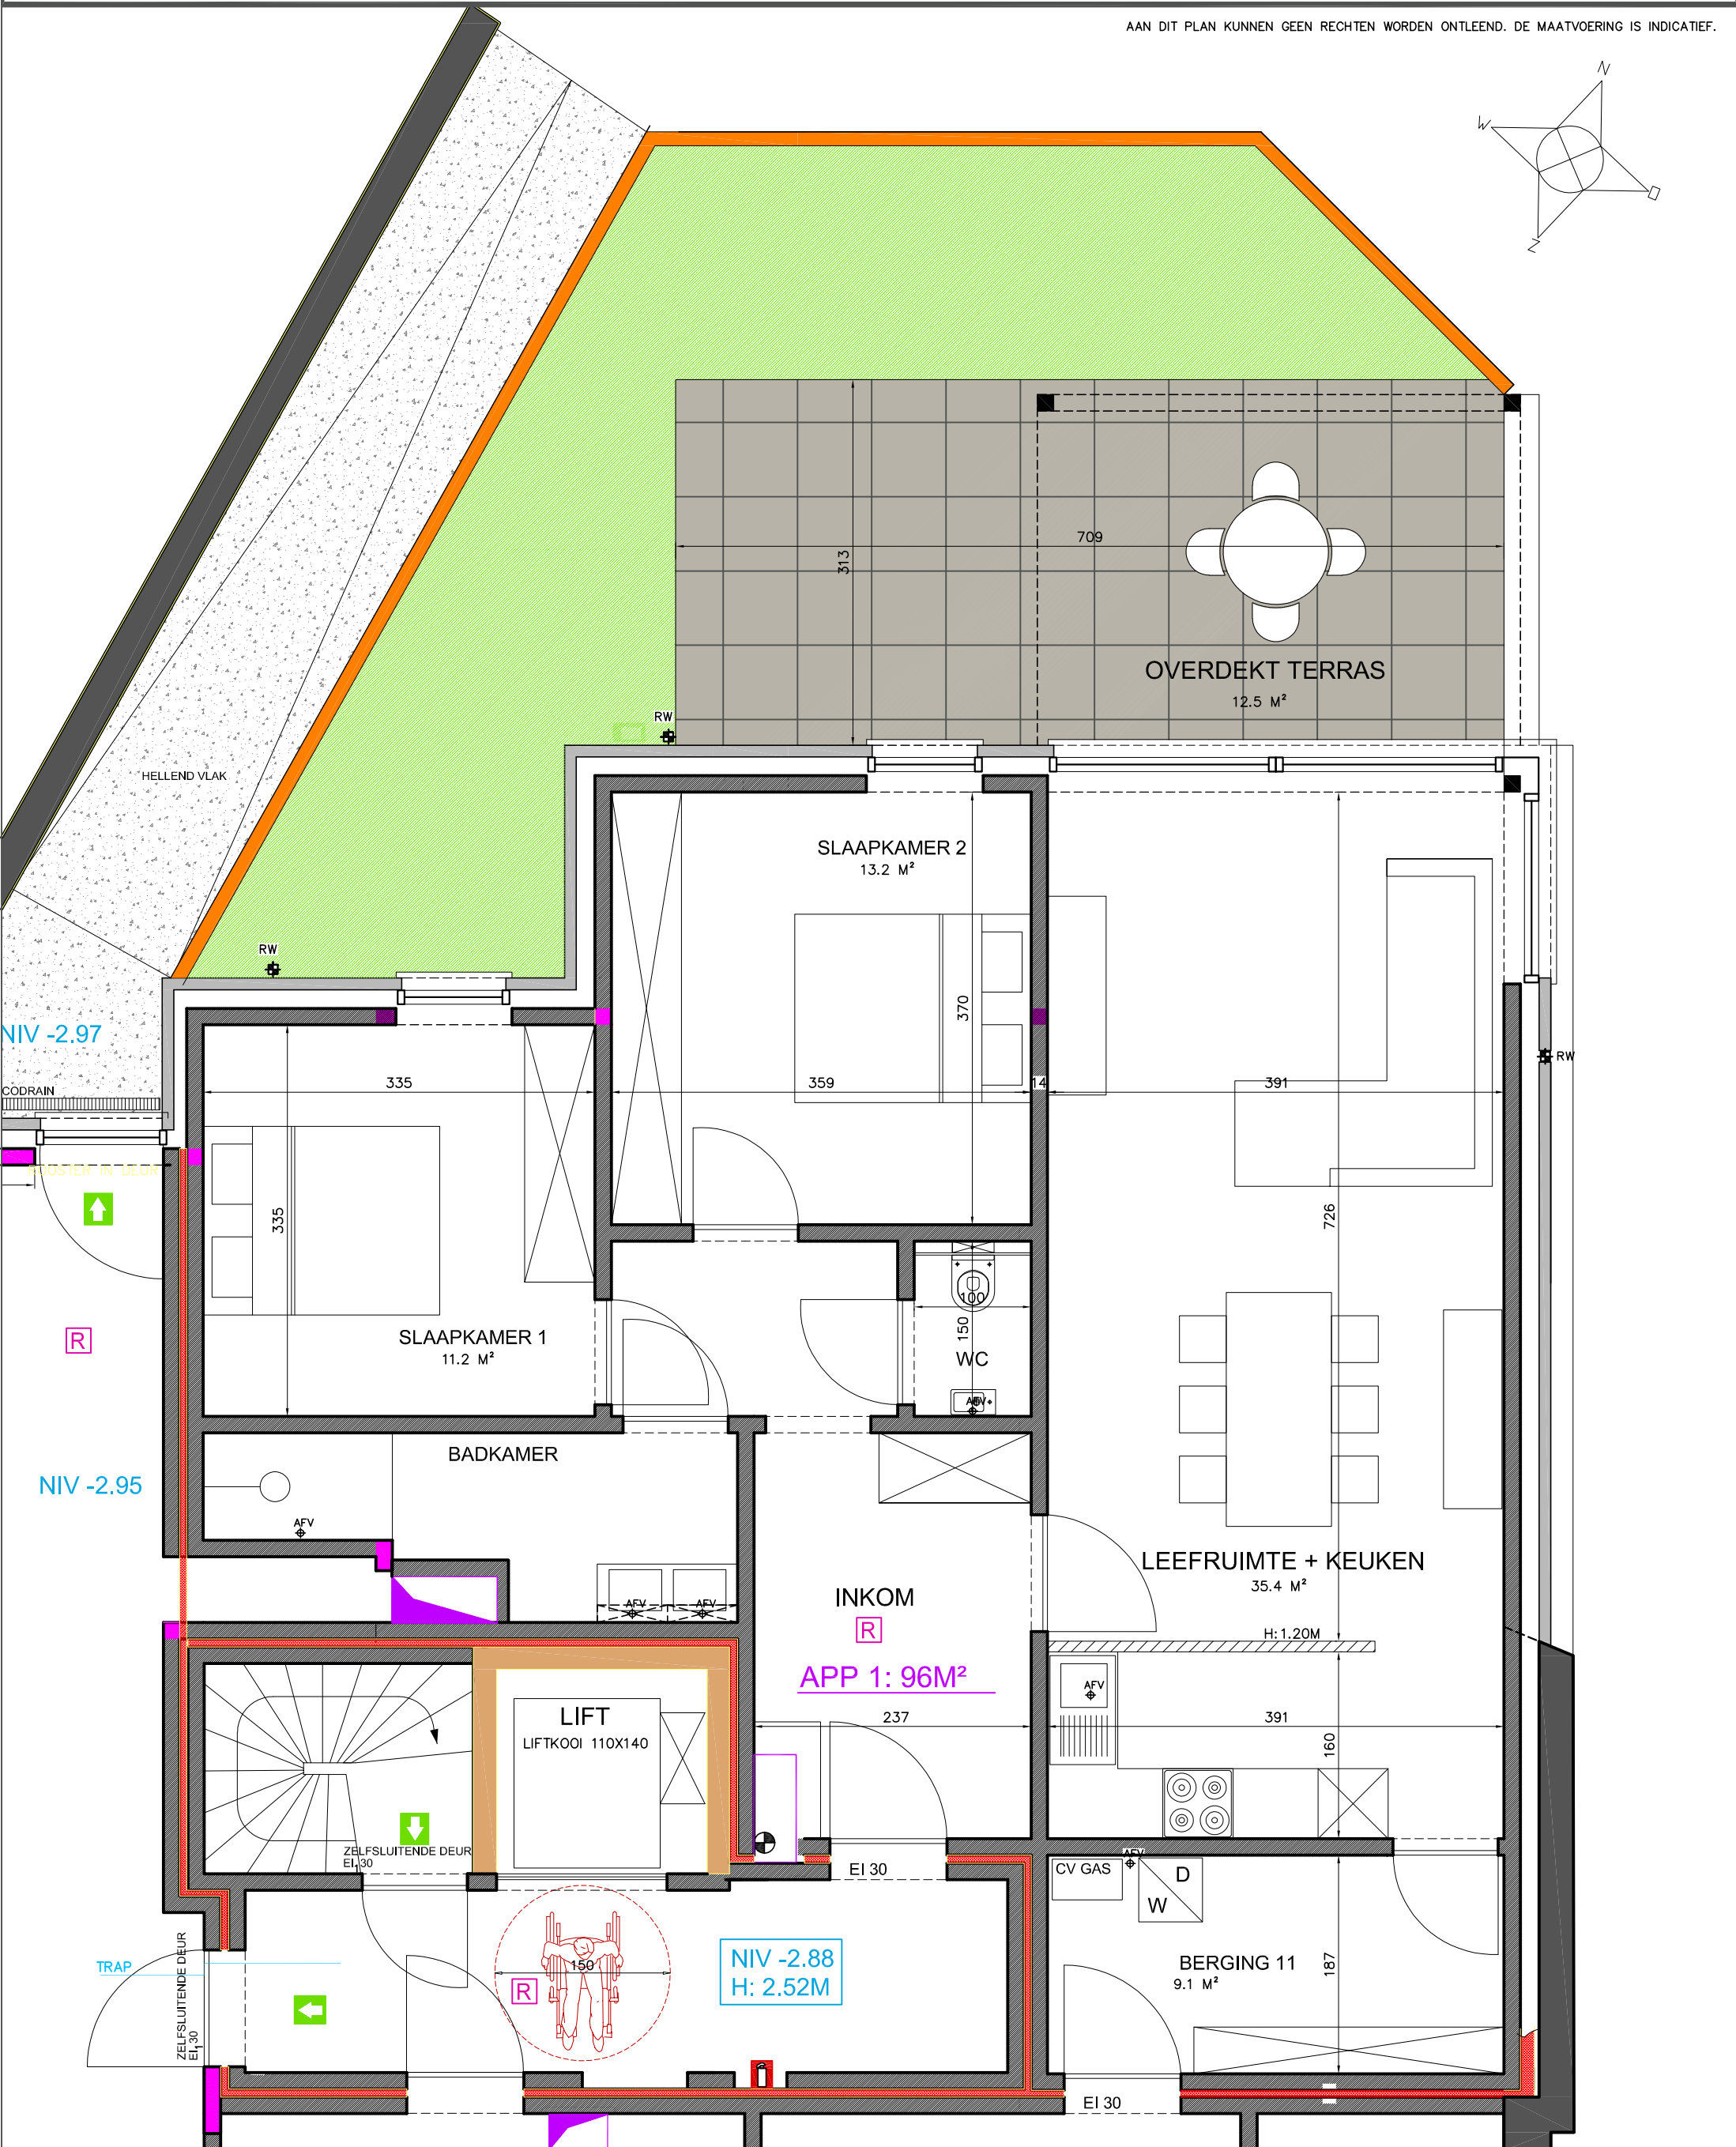 AAN DIT PLAN KUNNEN GEEN RECHTEN WORDEN ONTLEEND. DE MAATVOERING IS INDICATIEF.
N
W
O
Z
709
313
OVERDEKT TERRAS
12.5 M²
RW
HELLEND VLAK
SLAAPKAMER 2
13.2 M²
RW
370
NIV -2.97
RW
CODRAIN
335
359
14
391
335
726
100
150
WC
AFV
SLAAPKAMER 1
11.2 M²
R
BADKAMER
NIV -2.95
AFV
LEEFRUIMTE + KEUKEN
35.4 M²
INKOM
AFV
AFV
R
H:1.20M
APP 1: 96M²
AFV
LIFT
LIFTKOOI 110X140
237
391
160
ZELFSLUITENDE DEUR
EI 30
EI 30
CV GAS
AFV
D
W
TRAP
ZELFSLUITENDE DEUR
EI 30
150
R
NIV -2.88
H: 2.52M
BERGING 11
9.1 M²
187
EI 30